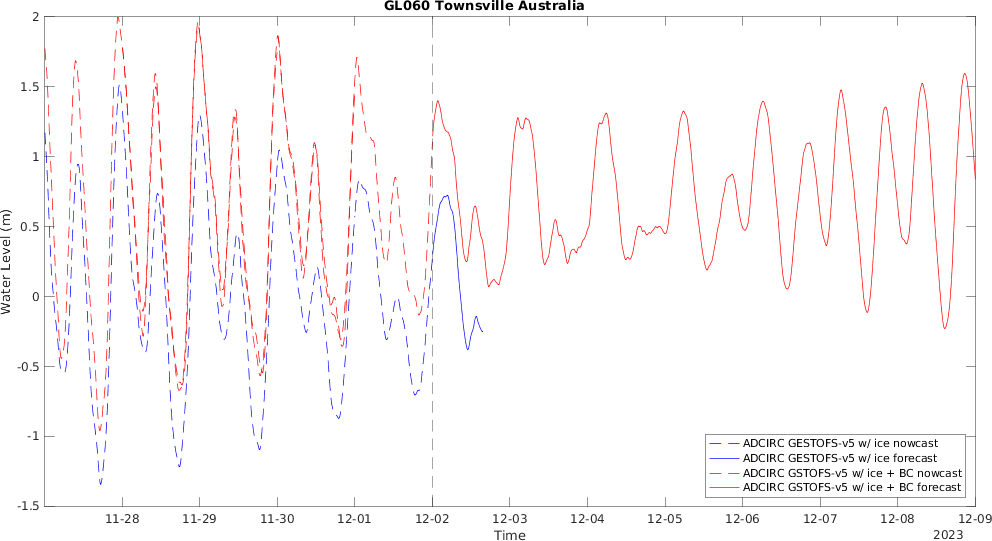 GL060 Townsville Australia
2
1.5
1
0.5
0
-0.5
-1
-1.5
Water Level (m)
ADCIRC GESTOFS-v5 w/ ice nowcast
ADCIRC GESTOFS-v5 w/ ice forecast
ADCIRC GSTOFS-v5 w/ ice + BC nowcast
ADCIRC GSTOFS-v5 w/ ice + BC forecast
11-28 11-29 11-30 12-01 12-02 12-03 12-04 12-05 12-06 12-07 12-08 12-09
Time
2023